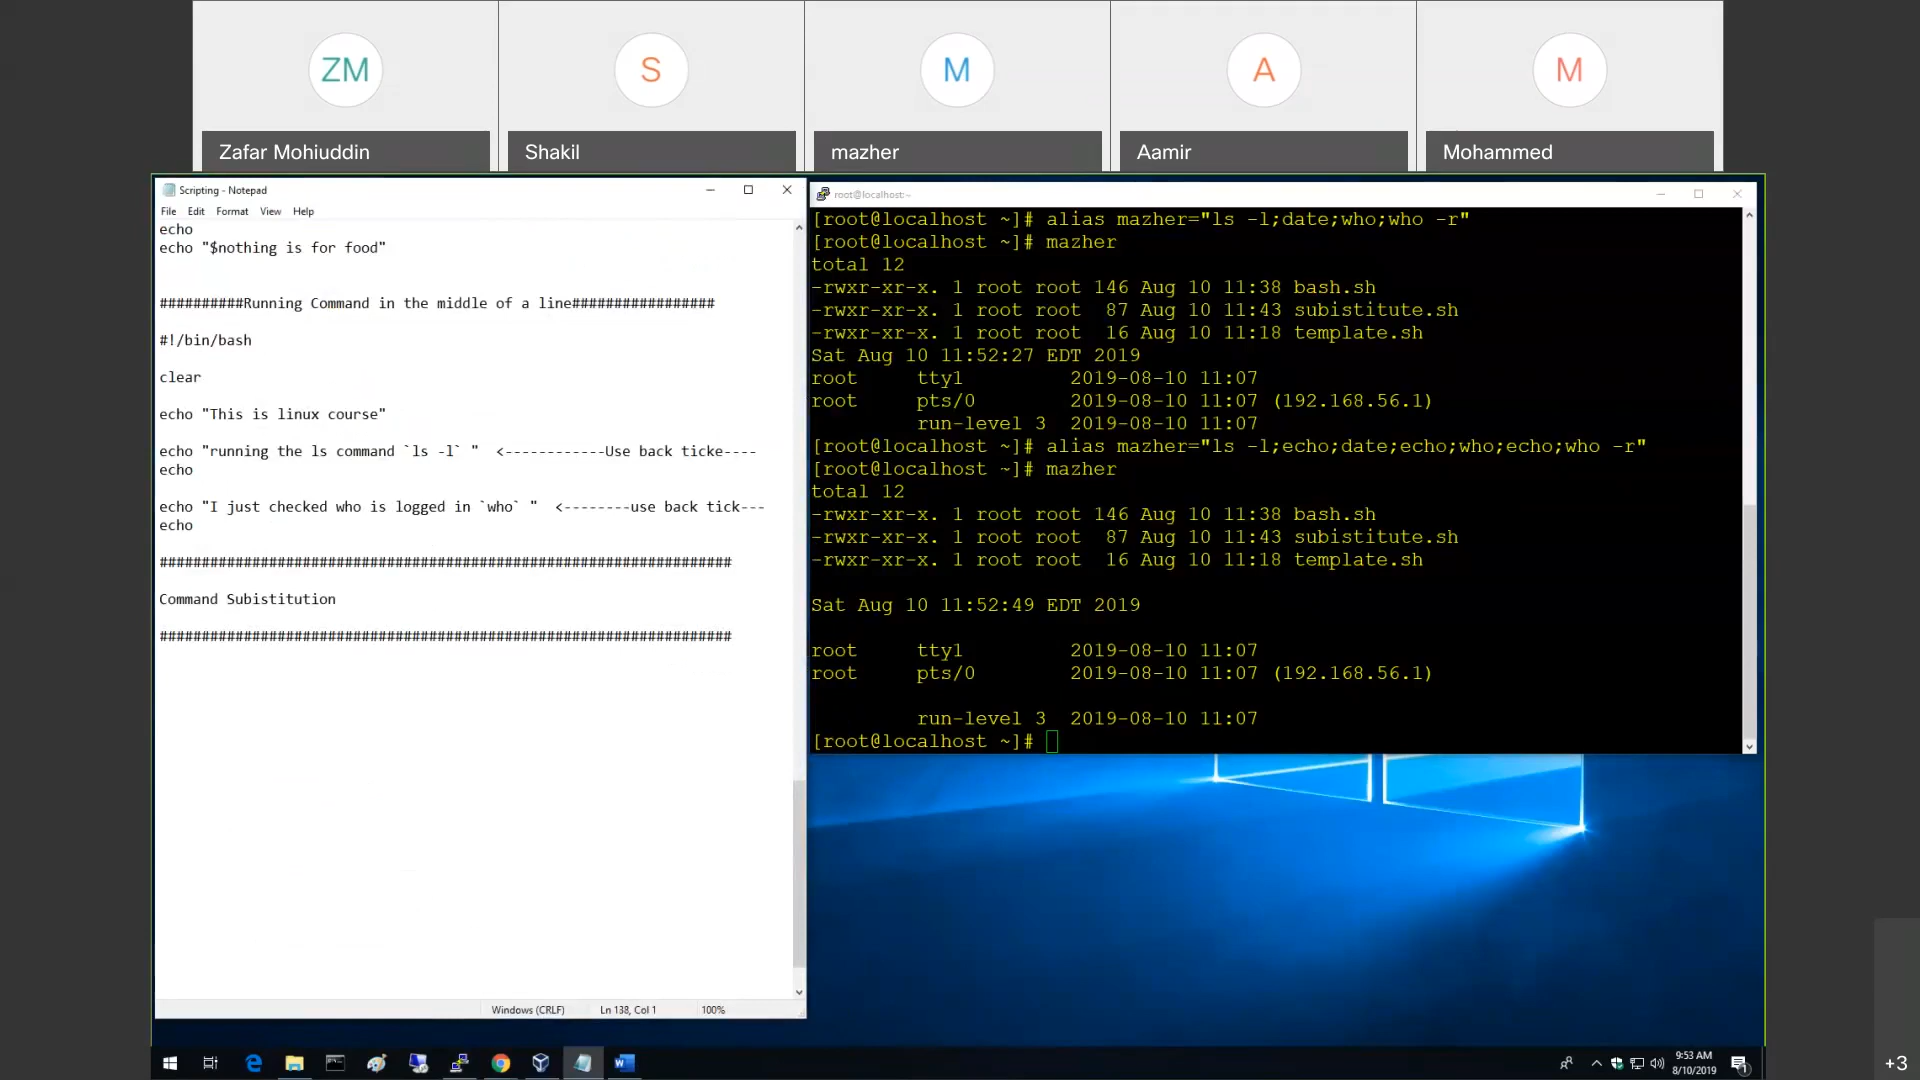 ZM
S
M
A
M
Zafar Mohiuddin
Shakil
mazher
Aamir
Mohammed
Scripting - Notepad
File Edit Format View Help
echo
echo "$nothing is for food"
##########Running Command in the middle of a line#################
#!/bin/bash
clear
echo "This is linux course"
echo "running the ls command `ls -l` "  <------------Use back ticke----
echo
echo "I just checked who is logged in `who` "  <--------use back tick---
echo
####################################################################
Command Subistitution
####################################################################
Windows (CRLF) Ln 138, Col 1 100%
root@localhost:~
[root@localhost ~]# alias mazher="ls -l;date;who;who -r"
[root@localhost ~]# mazher
total 12
-rwxr-xr-x. 1 root root 146 Aug 10 11:38 bash.sh
-rwxr-xr-x. 1 root root  87 Aug 10 11:43 subistitute.sh
-rwxr-xr-x. 1 root root  16 Aug 10 11:18 template.sh
Sat Aug 10 11:52:27 EDT 2019
root     tty1         2019-08-10 11:07
root     pts/0        2019-08-10 11:07 (192.168.56.1)
         run-level 3  2019-08-10 11:07
[root@localhost ~]# alias mazher="ls -l;echo;date;echo;who;echo;who -r"
[root@localhost ~]# mazher
total 12
-rwxr-xr-x. 1 root root 146 Aug 10 11:38 bash.sh
-rwxr-xr-x. 1 root root  87 Aug 10 11:43 subistitute.sh
-rwxr-xr-x. 1 root root  16 Aug 10 11:18 template.sh
Sat Aug 10 11:52:49 EDT 2019
root     tty1         2019-08-10 11:07
root     pts/0        2019-08-10 11:07 (192.168.56.1)
         run-level 3  2019-08-10 11:07
[root@localhost ~]#
9:53 AM
8/10/2019
1
+3